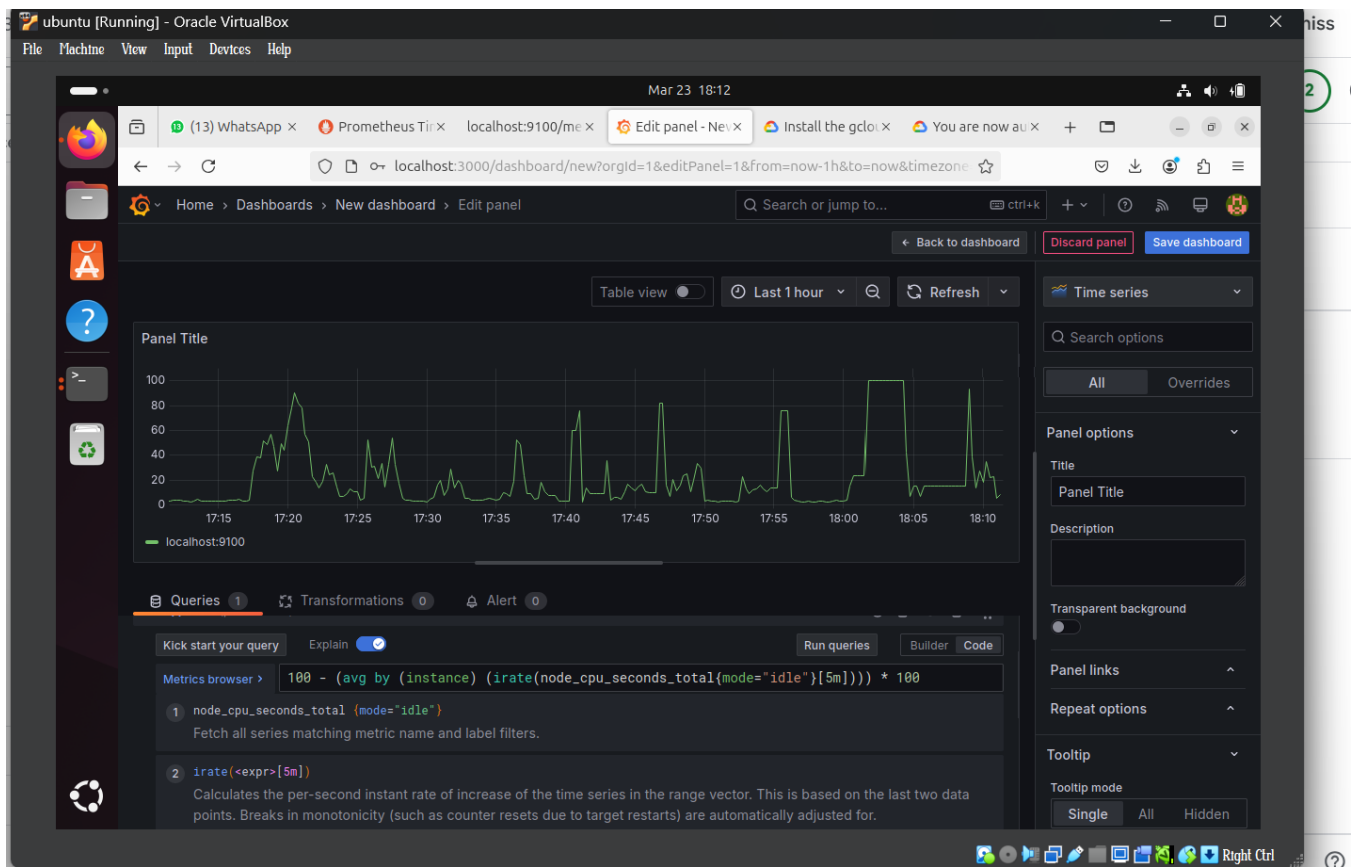 ubuntu [Running] - Oracle VirtualBox
niss
File Machine View Input Devices Help
Mar 23 18:12
2
(13) WhatsApp
Prometheus Tir
localhost:9100/me
Edit panel - Nev
Install the gclou
You are now au
localhost:3000/dashboard/new?orgId=1&editPanel=1&from=now-1h&to=now&timezone
Home › Dashboards › New dashboard › Edit panel
Search or jump to...
ctrl+k
Back to dashboard
Discard panel
Save dashboard
Table view
Last 1 hour
Refresh
Time series
Panel Title
Search options
All
Overrides
100
80
60
40
20
0
17:15 17:20 17:25 17:30 17:35 17:40 17:45 17:50 17:55 18:00 18:05 18:10
localhost:9100
Panel options
Title
Panel Title
Description
Transparent background
Panel links
Repeat options
Tooltip
Tooltip mode
Single All Hidden
Queries 1
Transformations 0
Alert 0
Kick start your query
Explain
Run queries
Builder Code
Metrics browser >
100 - (avg by (instance) (irate(node_cpu_seconds_total{mode="idle"}[5m]))) * 100
1 node_cpu_seconds_total {mode="idle"}
Fetch all series matching metric name and label filters.
2 irate(<expr>[5m])
Calculates the per-second instant rate of increase of the time series in the range vector. This is based on the last two data
points. Breaks in monotonicity (such as counter resets due to target restarts) are automatically adjusted for.
Right Ctrl